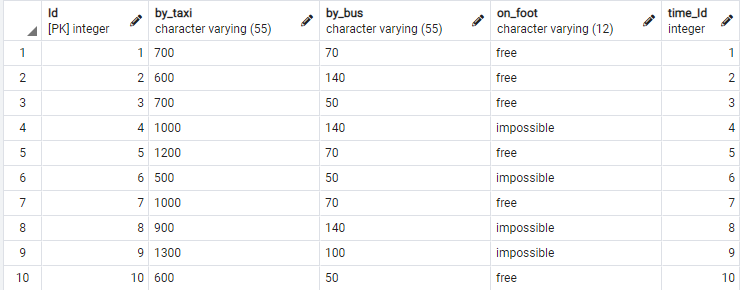 Id by_taxi by_bus on_foot time_Id
[PK] integer character varying (55) character varying (55) character varying (12) integer
1 1 700 70 free 1
2 2 600 140 free 2
3 3 700 50 free 3
4 4 1000 140 impossible 4
5 5 1200 70 free 5
6 6 500 50 impossible 6
7 7 1000 70 free 7
8 8 900 140 impossible 8
9 9 1300 100 impossible 9
10 10 600 50 free 10